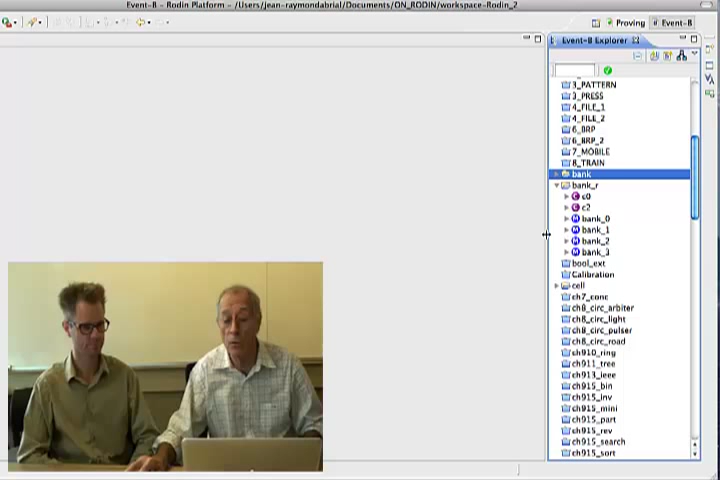 Event-B - Rodin Platform - /Users/jean-raymondabrial/Documents/ON_RODIN/workspace-Rodin_2
Proving Event-B
Event-B Explorer
3_PATTERN
3_PRESS
4_FILE_1
4_FILE_2
6_BRP
6_BRP_2
7_MOBILE
8_TRAIN
bank
bank_r
c0
c2
bank_0
bank_1
bank_2
bank_3
bool_ext
Calibration
cell
ch7_conc
ch8_circ_arbiter
ch8_circ_light
ch8_circ_pulser
ch8_circ_road
ch910_ring
ch911_tree
ch913_ieee
ch915_bin
ch915_inv
ch915_mini
ch915_part
ch915_rev
ch915_search
ch915_sort